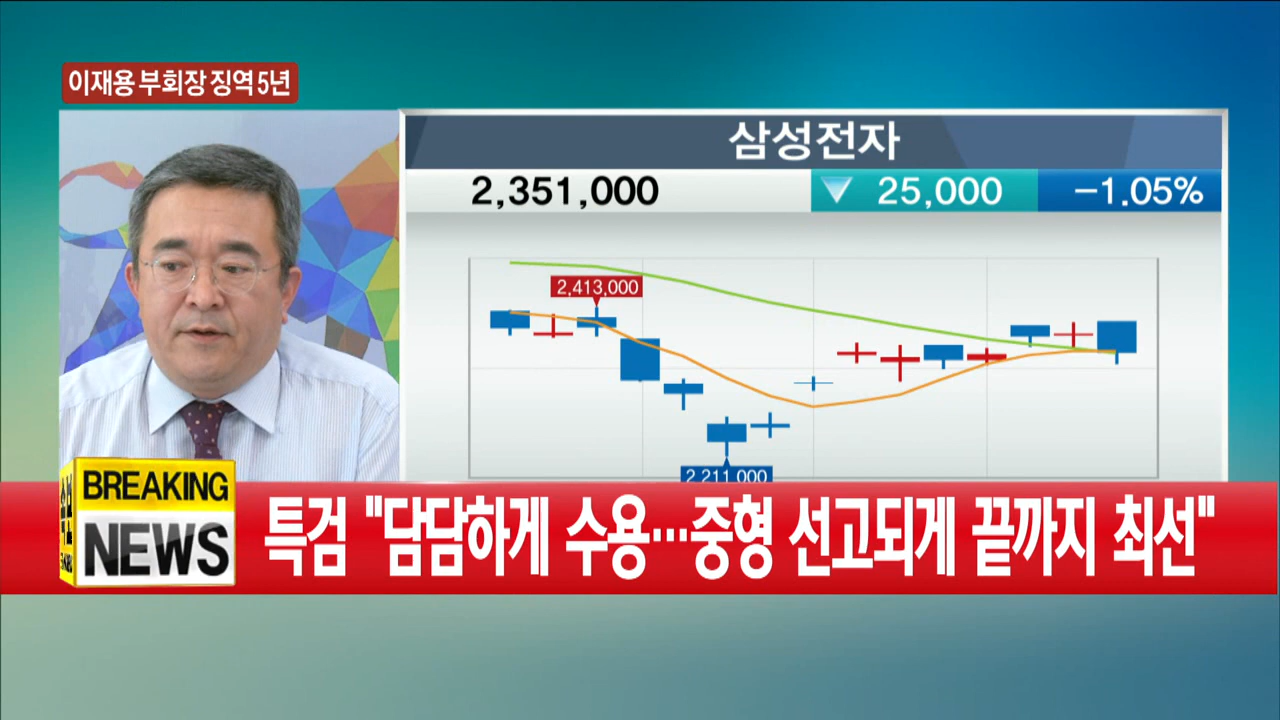 이재용 부회장 징역 5년
삼성전자
2,351,000 ▼ 25,000 -1.05%
2,413,000
2,211,000
BREAKING
NEWS
특검 "담담하게 수용…중형 선고되게 끝까지 최선"